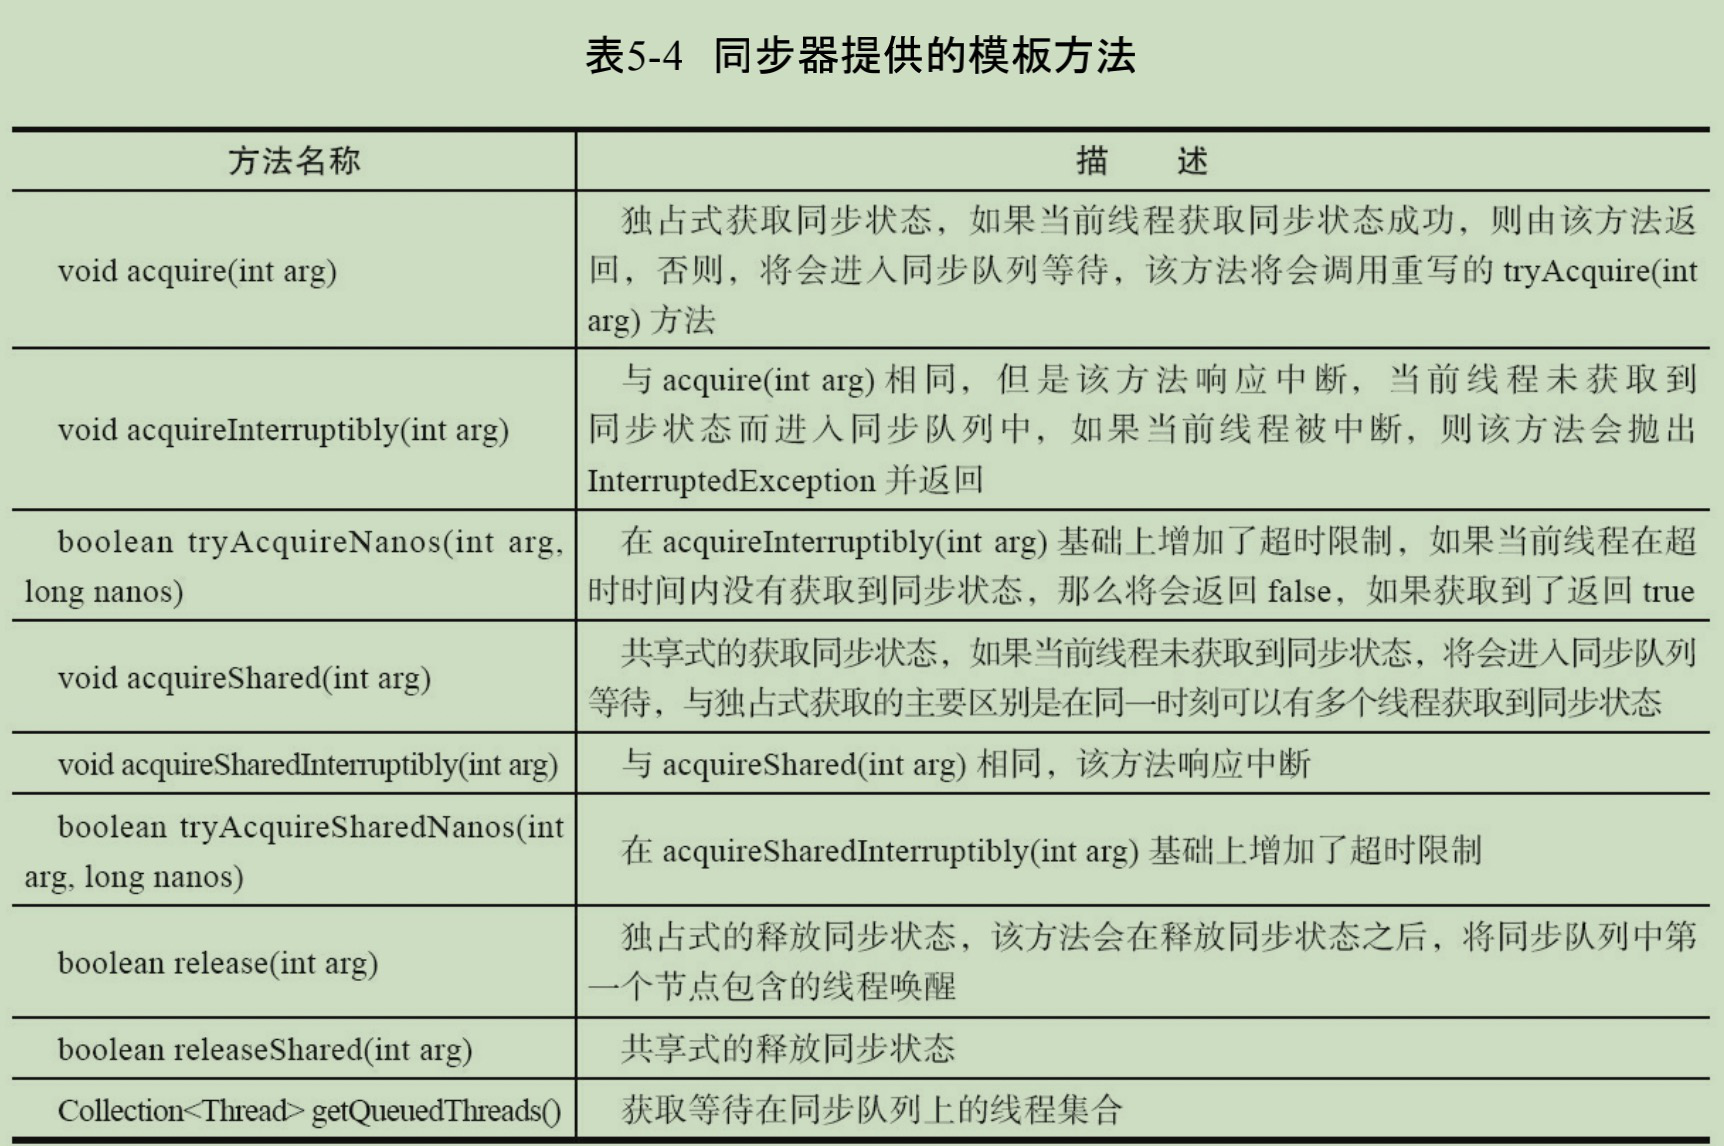 表5-4 同步器提供的模板方法
方法名称
描 述
void acquire(int arg)
独占式获取同步状态，如果当前线程获取同步状态成功，则由该方法返
回，否则，将会进入同步队列等待，该方法将会调用重写的 tryAcquire(int
arg) 方法
void acquireInterruptibly(int arg)
与 acquire(int arg) 相同，但是该方法响应中断，当前线程未获取到
同步状态而进入同步队列中，如果当前线程被中断，则该方法会抛出
InterruptedException 并返回
boolean tryAcquireNanos(int arg,
long nanos)
在 acquireInterruptibly(int arg) 基础上增加了超时限制，如果当前线程在超
时时间内没有获取到同步状态，那么将会返回 false，如果获取到了返回 true
void acquireShared(int arg)
共享式的获取同步状态，如果当前线程未获取到同步状态，将会进入同步队列
等待，与独占式获取的主要区别是在同一时刻可以有多个线程获取到同步状态
void acquireSharedInterruptibly(int arg)
与 acquireShared(int arg) 相同，该方法响应中断
boolean tryAcquireSharedNanos(int
arg, long nanos)
在 acquireSharedInterruptibly(int arg) 基础上增加了超时限制
boolean release(int arg)
独占式的释放同步状态，该方法会在释放同步状态之后，将同步队列中第
一个节点包含的线程唤醒
boolean releaseShared(int arg)
共享式的释放同步状态
Collection<Thread> getQueuedThreads()
获取等待在同步队列上的线程集合